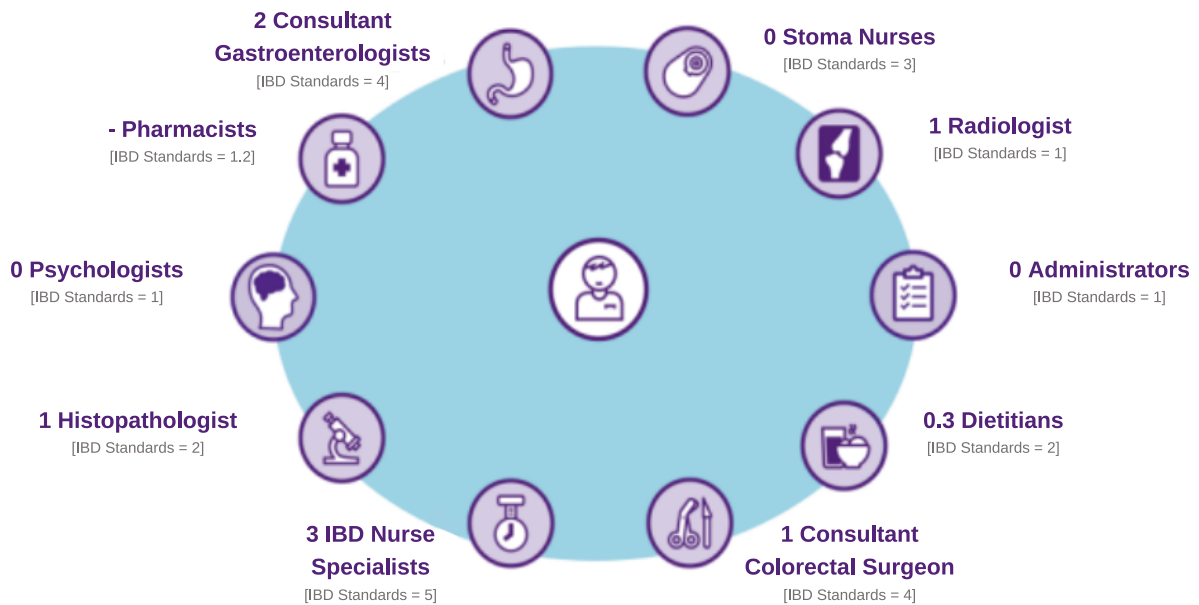 2 Consultant
Gastroenterologists
[IBD Standards = 4]
0 Stoma Nurses
[IBD Standards = 3]
- Pharmacists
[IBD Standards = 1.2]
1 Radiologist
[IBD Standards = 1]
0 Psychologists
[IBD Standards = 1]
0 Administrators
[IBD Standards = 1]
1 Histopathologist
[IBD Standards = 2]
0.3 Dietitians
[IBD Standards = 2]
3 IBD Nurse
Specialists
[IBD Standards = 5]
1 Consultant
Colorectal Surgeon
[IBD Standards = 4]